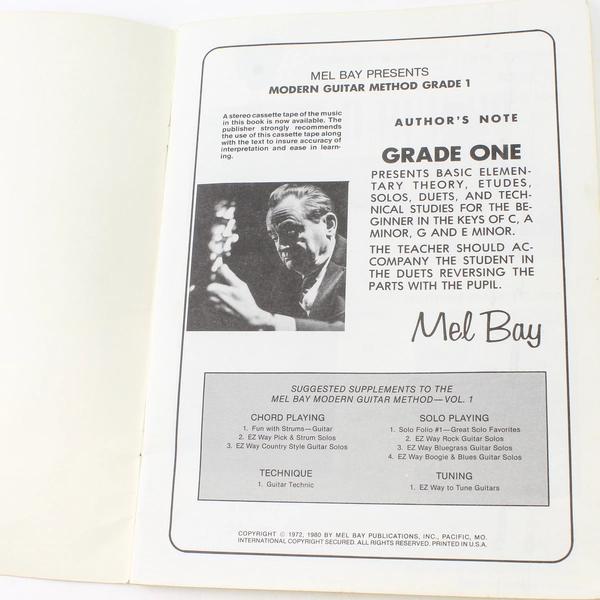 MEL BAY PRESENTS
MODERN GUITAR METHOD GRADE 1
A stereo cassette tape of the music
in this book is now available. The
publisher strongly recommends
the use of this cassette tape along
with the text to insure accuracy of
interpretation and ease in learn-
ing.
AUTHOR'S NOTE
GRADE ONE
PRESENTS BASIC ELEMEN-
TARY THEORY, ETUDES,
SOLOS, DUETS, AND TECH-
NICAL STUDIES FOR THE BE-
GINNER IN THE KEYS OF C, A
MINOR, G AND E MINOR.
THE TEACHER SHOULD AC-
COMPANY THE STUDENT IN
THE DUETS REVERSING THE
PARTS WITH THE PUPIL.
Mel Bay
SUGGESTED SUPPLEMENTS TO THE
MEL BAY MODERN GUITAR METHOD—VOL. 1
CHORD PLAYING
1. Fun with Strums—Guitar
2. EZ Way Pick & Strum Solos
3. EZ Way Country Style Guitar Solos
SOLO PLAYING
1. Solo Folio #1—Great Solo Favorites
2. EZ Way Rock Guitar Solos
3. EZ Way Bluegrass Guitar Solos
4. EZ Way Boogie & Blues Guitar Solos
TECHNIQUE
1. Guitar Technic
TUNING
1. EZ Way to Tune Guitars
COPYRIGHT © 1972, 1980 BY MEL BAY PUBLICATIONS, INC., PACIFIC, MO.
INTERNATIONAL COPYRIGHT SECURED. ALL RIGHTS RESERVED. PRINTED IN U.S.A.